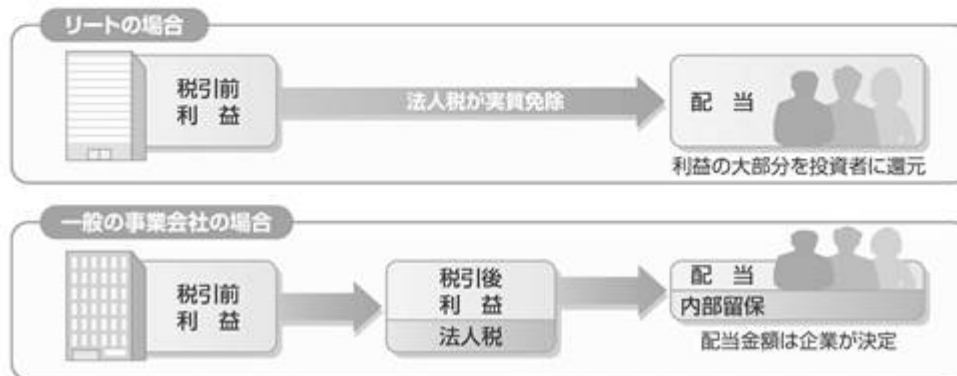 リートの場合
税引前
利　益
法人税が実質免除
配　当
利益の大部分を投資者に還元
一般の事業会社の場合
税引前
利　益
税引後
利　益
法人税
配　当
内部留保
配当金額は企業が決定